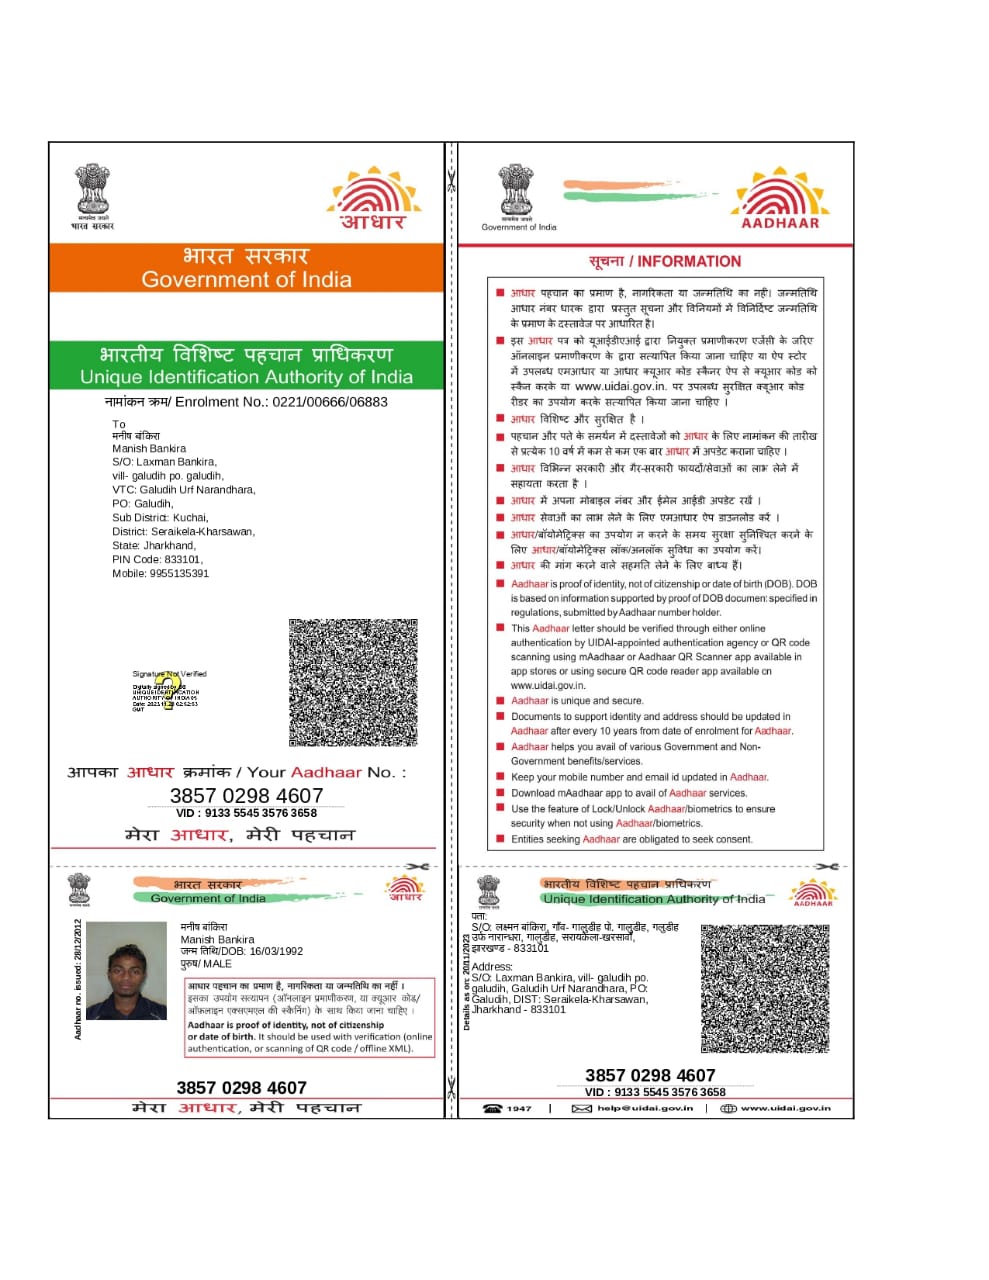 सत्यमेव जयते
भारत सरकार
आधार
भारत सरकार
Government of India
भारतीय विशिष्ट पहचान प्राधिकरण
Unique Identification Authority of India
नामांकन क्रम/ Enrolment No.: 0221/00666/06883
To
मनीष बंकिरा
Manish Bankira
S/O: Laxman Bankira,
vill- galudih po. galudih,
VTC: Galudih Urf Narandhara,
PO: Galudih,
Sub District: Kuchai,
District: Seraikela-Kharsawan,
State: Jharkhand,
PIN Code: 833101,
Mobile: 9955135391
Signature Not Verified
Digitally signed by DS
UNIQUE IDENTIFICATION
AUTHORITY OF INDIA 05
GMT
आपका आधार क्रमांक / Your Aadhaar No. :
3857 0298 4607
VID : 9133 5545 3576 3658
मेरा आधार, मेरी पहचान
Government of India
AADHAAR
सूचना / INFORMATION
आधार पहचान का प्रमाण है, नागरिकता या जन्मतिथि का नहीं। जन्मतिथि
आधार नंबर धारक द्वारा प्रस्तुत सूचना और विनियमों में विनिर्दिष्ट जन्मतिथि
के प्रमाण के दस्तावेज पर आधारित है।
इस आधार पत्र को यूआईडीएआई द्वारा नियुक्त प्रमाणीकरण एजेंसी के जरिए
ऑनलाइन प्रमाणीकरण के द्वारा सत्यापित किया जाना चाहिए या ऐप स्टोर
में उपलब्ध एमआधार या आधार क्यूआर कोड स्कैनर ऐप से क्यूआर कोड को
स्कैन करके या www.uidai.gov.in. पर उपलब्ध सुरक्षित क्यूआर कोड
रीडर का उपयोग करके सत्यापित किया जाना चाहिए ।
आधार विशिष्ट और सुरक्षित है ।
पहचान और पते के समर्थन में दस्तावेजों को आधार के लिए नामांकन की तारीख
से प्रत्येक 10 वर्ष में कम से कम एक बार आधार में अपडेट कराना चाहिए ।
आधार विभिन्न सरकारी और गैर-सरकारी फायदों/सेवाओं का लाभ लेने में
सहायता करता है ।
आधार में अपना मोबाइल नंबर और ईमेल आईडी अपडेट रखें ।
आधार सेवाओं का लाभ लेने के लिए एमआधार ऐप डाउनलोड करें ।
आधार/बॉयोमेट्रिक्स का उपयोग न करने के समय सुरक्षा सुनिश्चित करने के
लिए आधार/बॉयोमेट्रिक्स लॉक/अनलॉक सुविधा का उपयोग करें।
आधार की मांग करने वाले सहमति लेने के लिए बाध्य हैं।
Aadhaar is proof of identity, not of citizenship or date of birth (DOB). DOB
is based on information supported by proof of DOB document specified in
regulations, submitted by Aadhaar number holder.
This Aadhaar letter should be verified through either online
authentication by UIDAI-appointed authentication agency or QR code
scanning using mAadhaar or Aadhaar QR Scanner app available in
app stores or using secure QR code reader app available on
www.uidai.gov.in.
Aadhaar is unique and secure.
Documents to support identity and address should be updated in
Aadhaar after every 10 years from date of enrolment for Aadhaar.
Aadhaar helps you avail of various Government and Non-
Government benefits/services.
Keep your mobile number and email id updated in Aadhaar.
Download mAadhaar app to avail of Aadhaar services.
Use the feature of Lock/Unlock Aadhaar/biometrics to ensure
security when not using Aadhaar/biometrics.
Entities seeking Aadhaar are obligated to seek consent.
भारत सरकार
Government of India
आधार
Aadhaar no. issued: 28/12/2012
मनीष बांकिरा
Manish Bankira
जन्म तिथि/DOB: 16/03/1992
पुरुष/ MALE
आधार पहचान का प्रमाण है, नागरिकता या जन्मतिथि का नहीं ।
इसका उपयोग सत्यापन (ऑनलाइन प्रमाणीकरण, या क्यूआर कोड/
ऑफ़लाइन एक्सएमएल की स्कैनिंग) के साथ किया जाना चाहिए ।
Aadhaar is proof of identity, not of citizenship
or date of birth. It should be used with verification (online
authentication, or scanning of QR code / offline XML).
3857 0298 4607
मेरा आधार, मेरी पहचान
भारतीय विशिष्ट पहचान प्राधिकरण
Unique Identification Authority of India
AADHAAR
Details as on: 20/11/2023
पता:
S/O: लक्ष्मन बांकिरा, गाँव- गालुडीह पो. गालुडीह, गलुडीह
उर्फ नारान्धरा, गालुडीह, सरायकेला-खरसावाँ,
झारखण्ड - 833101
Address:
S/O: Laxman Bankira, vill- galudih po.
galudih, Galudih Urf Narandhara, PO:
Galudih, DIST: Seraikela-Kharsawan,
Jharkhand - 833101
3857 0298 4607
VID : 9133 5545 3576 3658
1947 | help@uidai.gov.in | www.uidai.gov.in